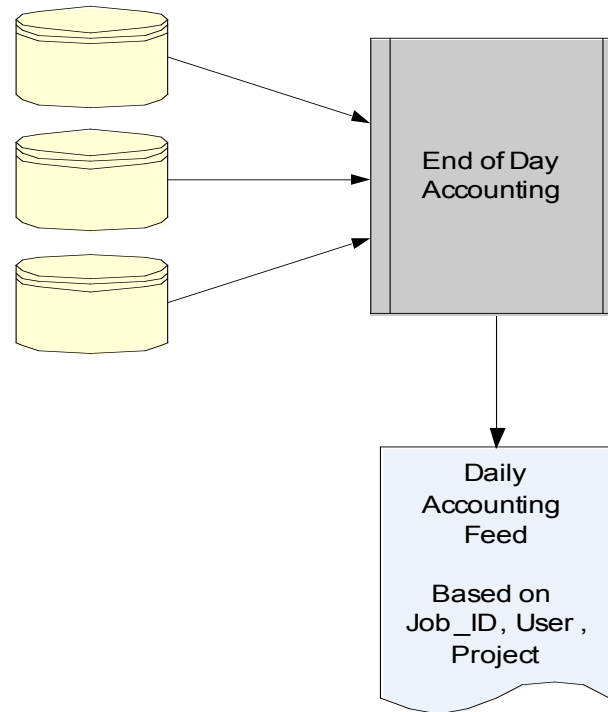 End of Day
Accounting
Daily
Accounting
Feed
Based on
Job_ID, User,
Project